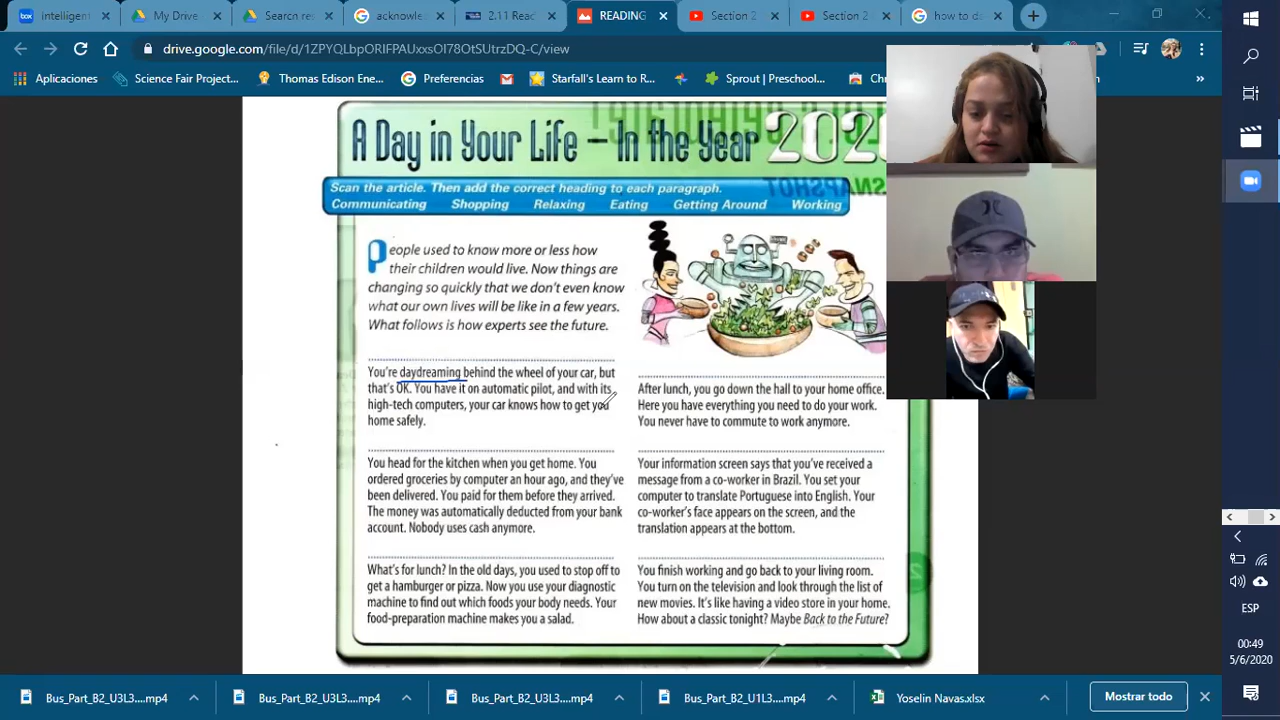 intelligent
My Drive
Search res
acknowle
2.11 Read
READING
Section 2
Section 2
how to do
drive.google.com/file/d/1ZPYQLbpORIFPAUxxsOI78OtSUtrzDQ-C/view
Aplicaciones
Science Fair Project...
Thomas Edison Ene...
Preferencias
Starfall's Learn to R...
Sprout | Preschool...
Chr
»
A Day in Your Life – In the Year 202
SNAPSHOT
Scan the article. Then add the correct heading to each paragraph.
Communicating Shopping Relaxing Eating Getting Around Working
People used to know more or less how
their children would live. Now things are
changing so quickly that we don't even know
what our own lives will be like in a few years.
What follows is how experts see the future.
You're daydreaming behind the wheel of your car, but
that's OK. You have it on automatic pilot, and with its
high-tech computers, your car knows how to get you
home safely.
You head for the kitchen when you get home. You
ordered groceries by computer an hour ago, and they've
been delivered. You paid for them before they arrived.
The money was automatically deducted from your bank
account. Nobody uses cash anymore.
What's for lunch? In the old days, you used to stop off to
get a hamburger or pizza. Now you use your diagnostic
machine to find out which foods your body needs. Your
food-preparation machine makes you a salad.
After lunch, you go down the hall to your home office.
Here you have everything you need to do your work.
You never have to commute to work anymore.
Your information screen says that you've received a
message from a co-worker in Brazil. You set your
computer to translate Portuguese into English. Your
co-worker's face appears on the screen, and the
translation appears at the bottom.
You finish working and go back to your living room.
You turn on the television and look through the list of
new movies. It's like having a video store in your home.
How about a classic tonight? Maybe Back to the Future?
ESP
00:49
5/6/2020
Bus_Part_B2_U3L3....mp4
Bus_Part_B2_U3L3....mp4
Bus_Part_B2_U3L3....mp4
Bus_Part_B2_U1L3....mp4
Yoselin Navas.xlsx
Mostrar todo